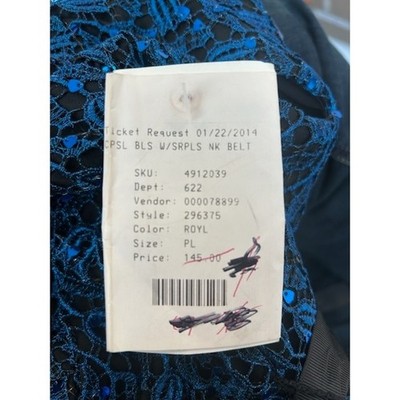 Ticket Request 01/22/2014
CPSL BLS W/SRPLS NK BELT
SKU: 4912039
Dept: 622
Vendor: 000078899
Style: 296375
Color: ROYL
Size: PL
Price: 145.00